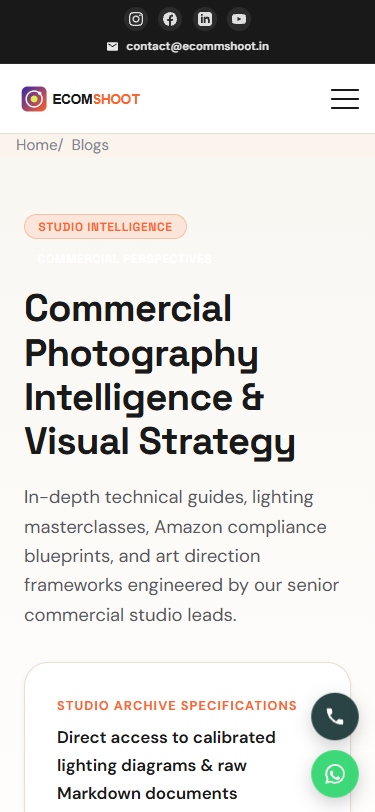 contact@ecommshoot.in
ECOMSHOOT
Home/ Blogs
STUDIO INTELLIGENCE
COMMERCIAL PERSPECTIVES
Commercial
Photography
Intelligence &
Visual Strategy
In-depth technical guides, lighting
masterclasses, Amazon compliance
blueprints, and art direction
frameworks engineered by our senior
commercial studio leads.
STUDIO ARCHIVE SPECIFICATIONS
Direct access to calibrated
lighting diagrams & raw
Markdown documents